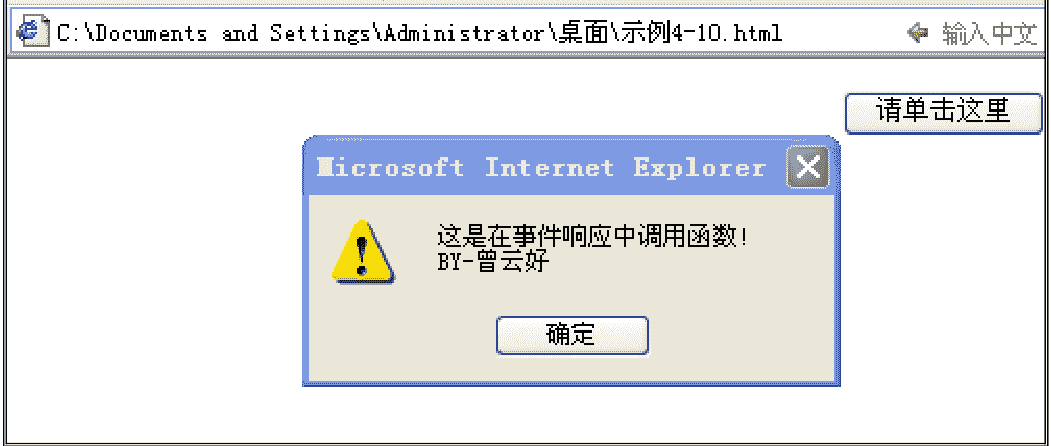 C:\Documents and Settings\Administrator\桌面\示例4-10.html
输入中文
请单击这里
Microsoft Internet Explorer
这是在事件响应中调用函数!
BY-曾云好
确定